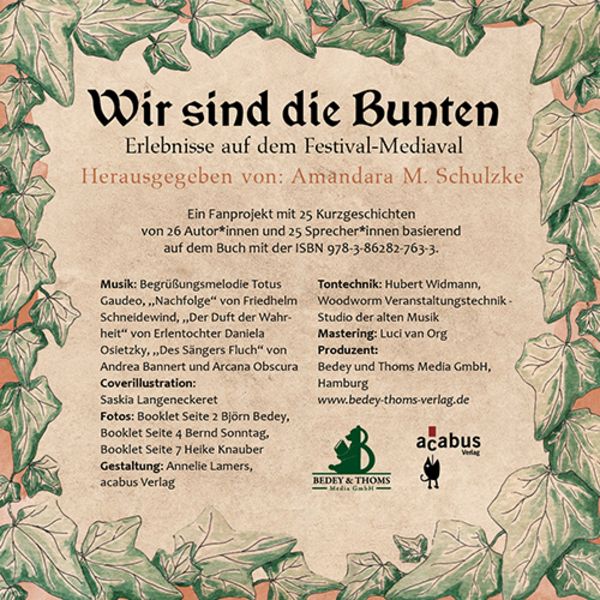 Wir sind die Bunten
Erlebnisse auf dem Festival-Mediaval
Herausgegeben von: Amandara M. Schulzke
Ein Fanprojekt mit 25 Kurzgeschichten
von 26 Autor*innen und 25 Sprecher*innen basierend
auf dem Buch mit der ISBN 978-3-86282-763-3.
Musik: Begrüßungsmelodie Totus
Gaudeo, ,,Nachfolge“ von Friedhelm
Schneidewind, ,,Der Duft der Wahr-
heit“ von Erlentochter Daniela
Osietzky, ,,Des Sängers Fluch“ von
Andrea Bannert und Arcana Obscura
Coverillustration:
Saskia Langeneckeret
Fotos: Booklet Seite 2 Björn Bedey,
Booklet Seite 4 Bernd Sonntag,
Booklet Seite 7 Heike Knauber
Gestaltung: Annelie Lamers,
acabus Verlag
Tontechnik: Hubert Widmann,
Woodworm Veranstaltungstechnik -
Studio der alten Musik
Mastering: Luci van Org
Produzent:
Bedey und Thoms Media GmbH,
Hamburg
www.bedey-thoms-verlag.de
BEDEY & THOMS
Media GmbH
acabus
Verlag